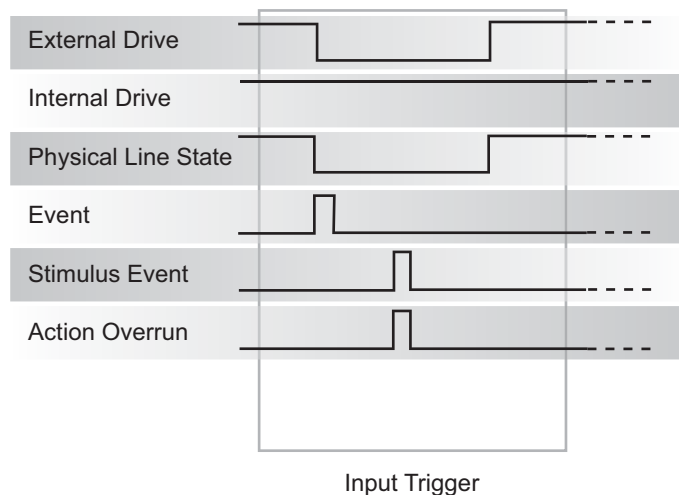 External Drive
Internal Drive
Physical Line State
Event
Stimulus Event
Action Overrun
Input Trigger